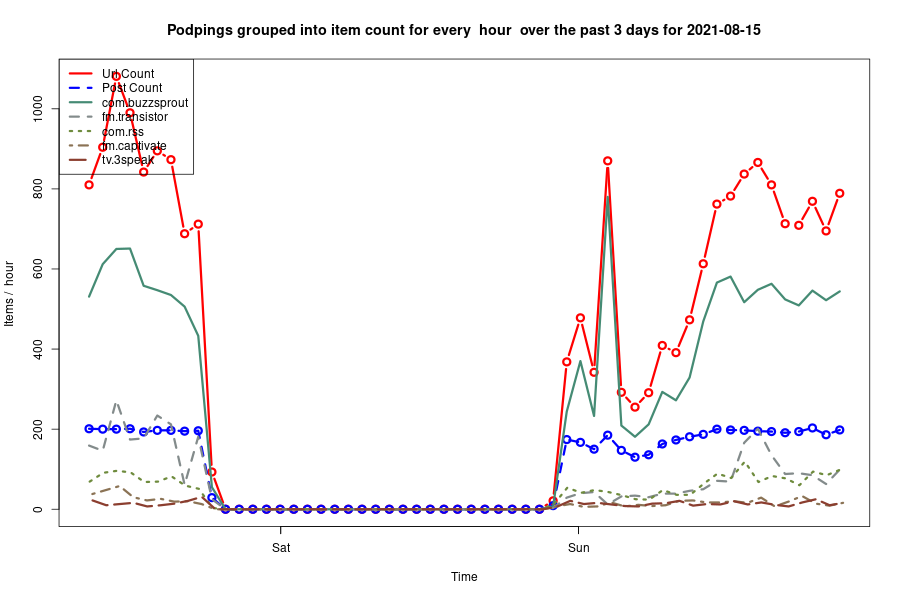 Podpings grouped into item count for every  hour  over the past 3 days for 2021-08-15
Url Count
Post Count
com.buzzsprout
fm.transistor
com.rss
fm.captivate
tv.3speak
Items /  hour
1000
800
600
400
200
0
Sat
Sun
Time